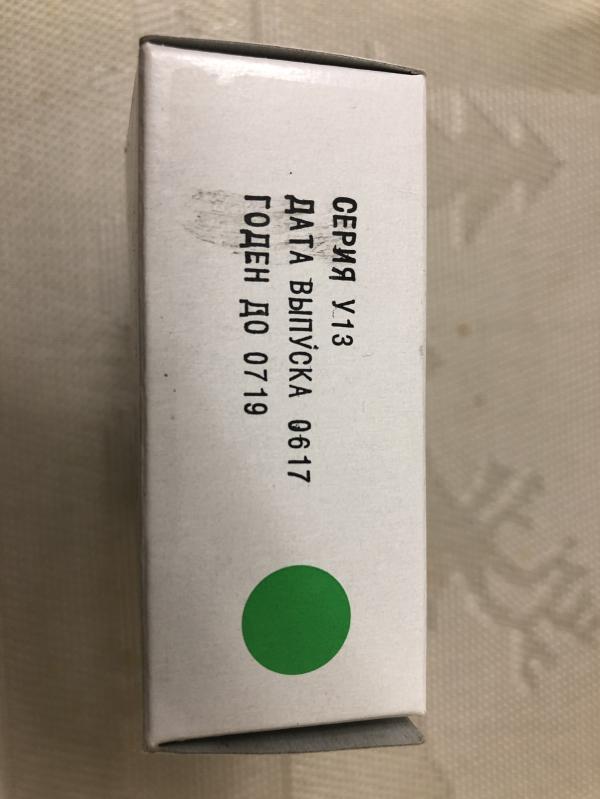 СЕРИЯ У13
ДАТА ВЫПУСКА 0617
ГОДЕН ДО 0719